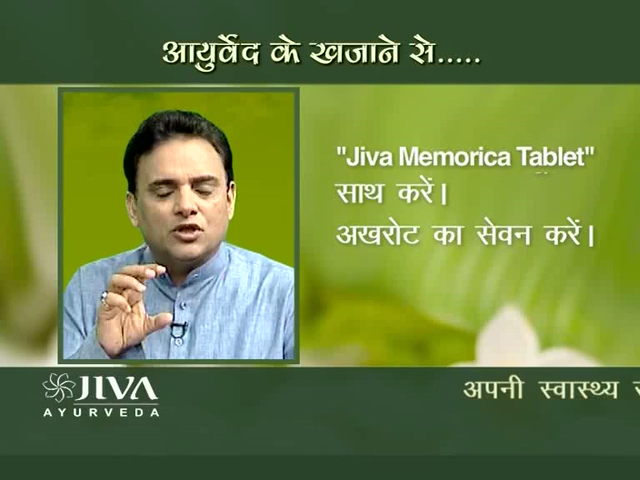 आयुर्वेद के खजाने से.....
"Jiva Memorica Tablet"
साथ करें।
अखरोट का सेवन करें।
JIVA
AYURVEDA
अपनी स्वास्थ्य